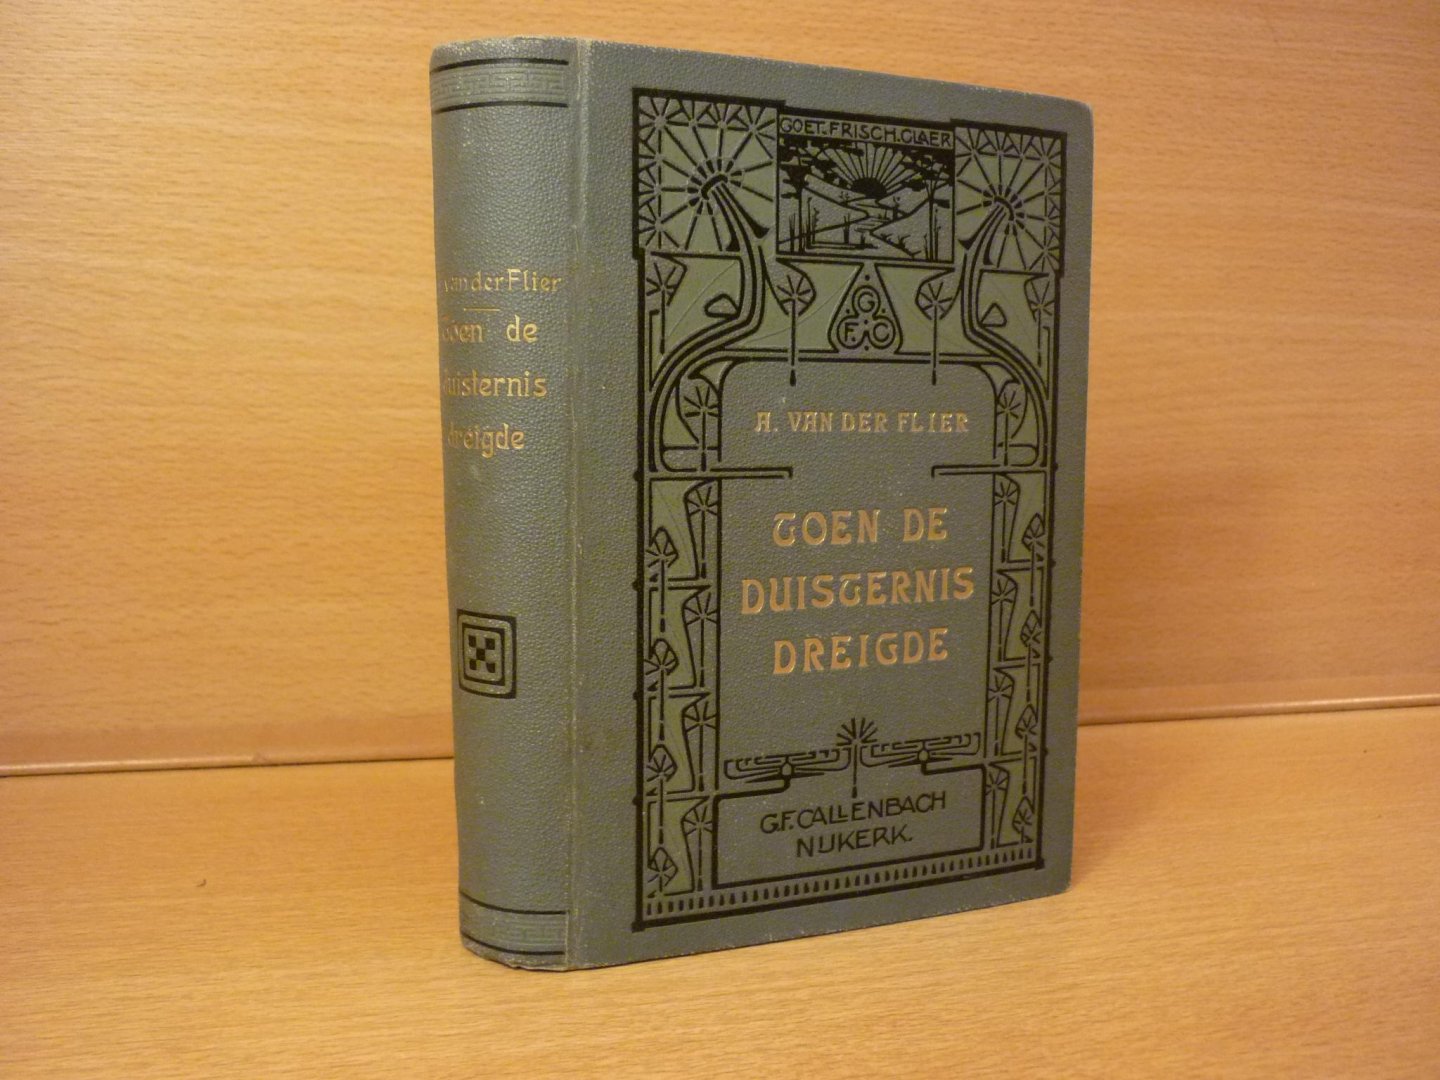 van der Flier
Toen de
duisternis
dreigde
GOET.FRISCH.CLAER
G
F.C
A. VAN DER FLIER
TOEN DE
DUISTERNIS
DREIGDE
G.F. CALLENBACH
NIJKERK.